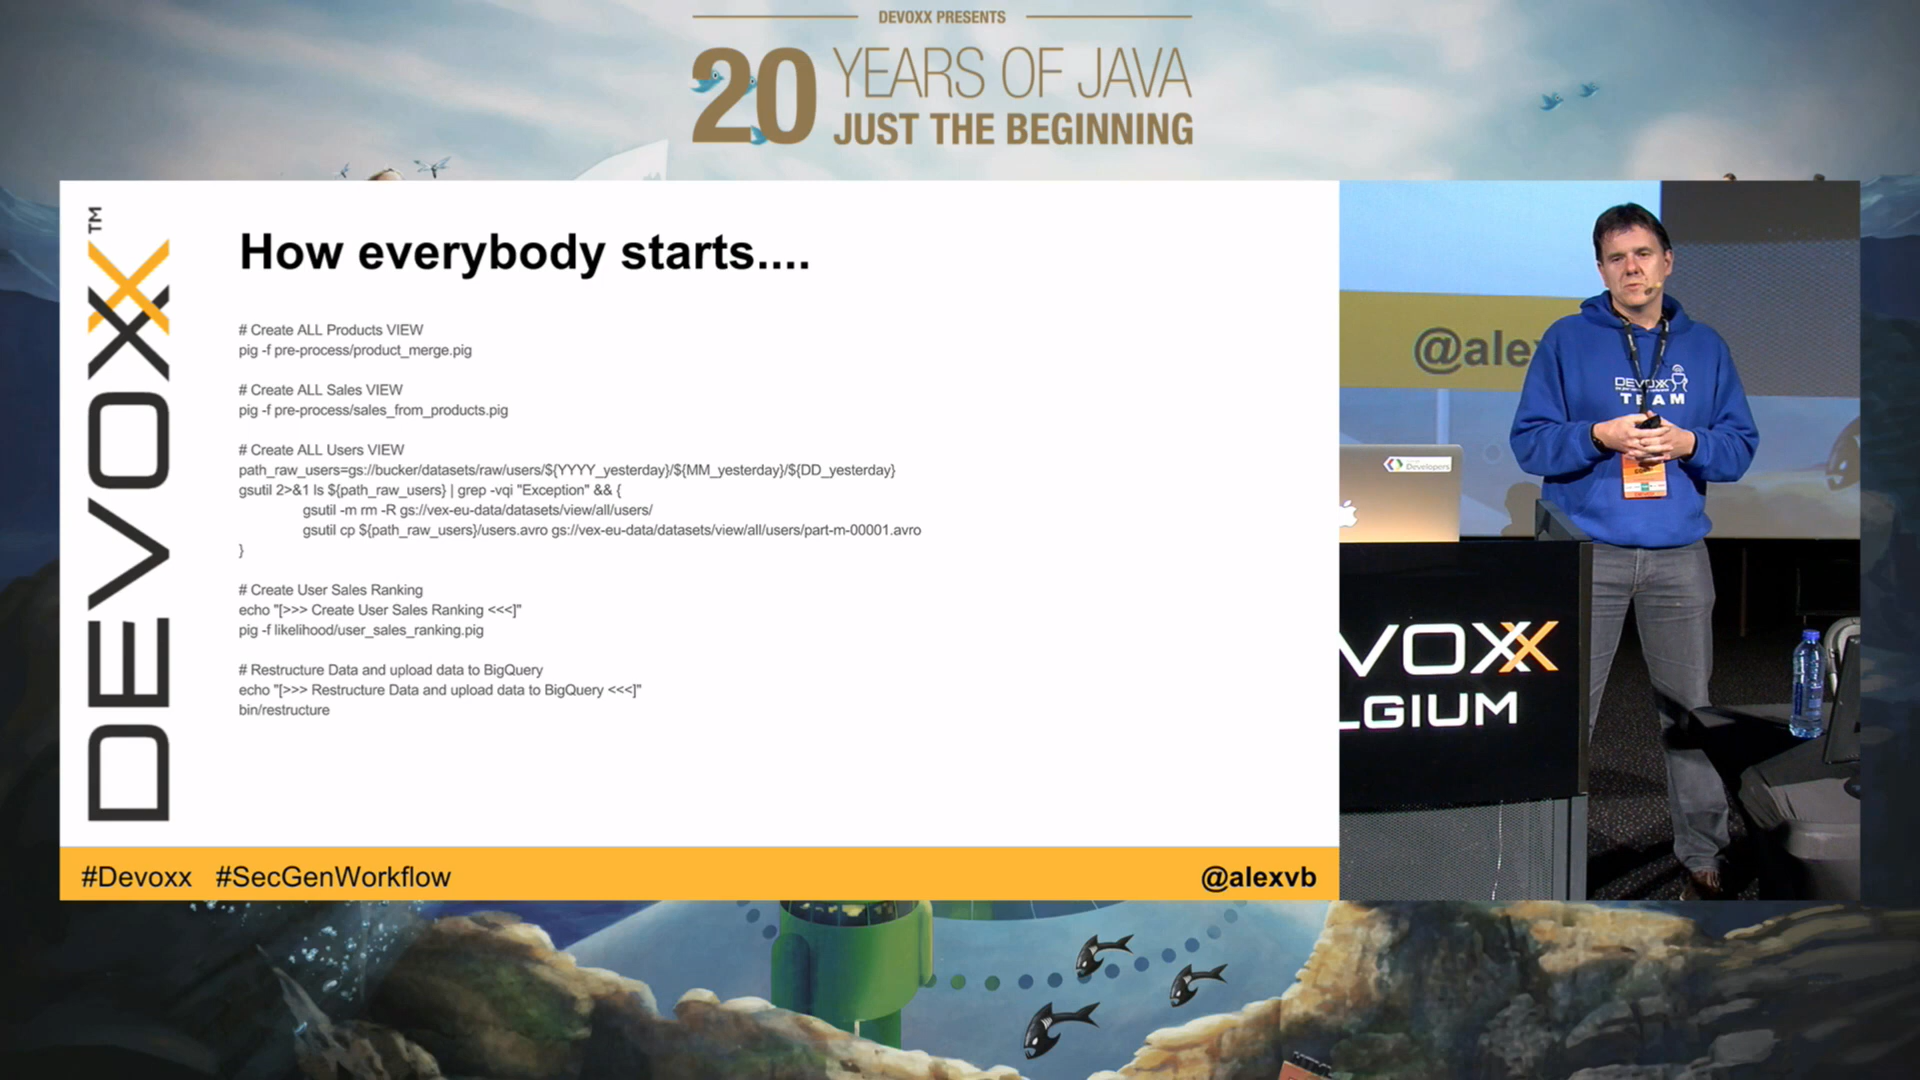 DEVOXX PRESENTS
20 YEARS OF JAVA
JUST THE BEGINNING
DEVOXX™
How everybody starts....
# Create ALL Products VIEW
pig -f pre-process/product_merge.pig
# Create ALL Sales VIEW
pig -f pre-process/sales_from_products.pig
# Create ALL Users VIEW
path_raw_users=gs://bucker/datasets/raw/users/${YYYY_yesterday}/${MM_yesterday}/${DD_yesterday}
gsutil 2>&1 ls ${path_raw_users} | grep -vqi "Exception" && {
gsutil -m rm -R gs://vex-eu-data/datasets/view/all/users/
gsutil cp ${path_raw_users}/users.avro gs://vex-eu-data/datasets/view/all/users/part-m-00001.avro
}
# Create User Sales Ranking
echo "[>>> Create User Sales Ranking <<<]"
pig -f likelihood/user_sales_ranking.pig
# Restructure Data and upload data to BigQuery
echo "[>>> Restructure Data and upload data to BigQuery <<<]"
bin/restructure
#Devoxx #SecGenWorkflow
@alexvb
@ale
DEVOXX
TEAM
Developers
VOXX
LGIUM